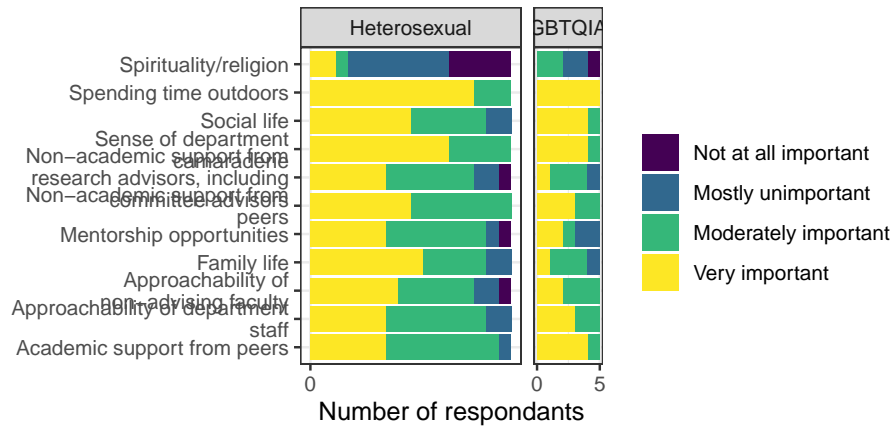 Heterosexual
GBTQIA
Spirituality/religion
Spending time outdoors
Social life
Sense of department
camaraderie
Non−academic support from
research advisors, including
committee advisors
Non−academic support from
peers
Mentorship opportunities
Family life
Approachability of
non−advising faculty
Approachability of department
staff
Academic support from peers
0
0
5
Number of respondants
Not at all important
Mostly unimportant
Moderately important
Very important